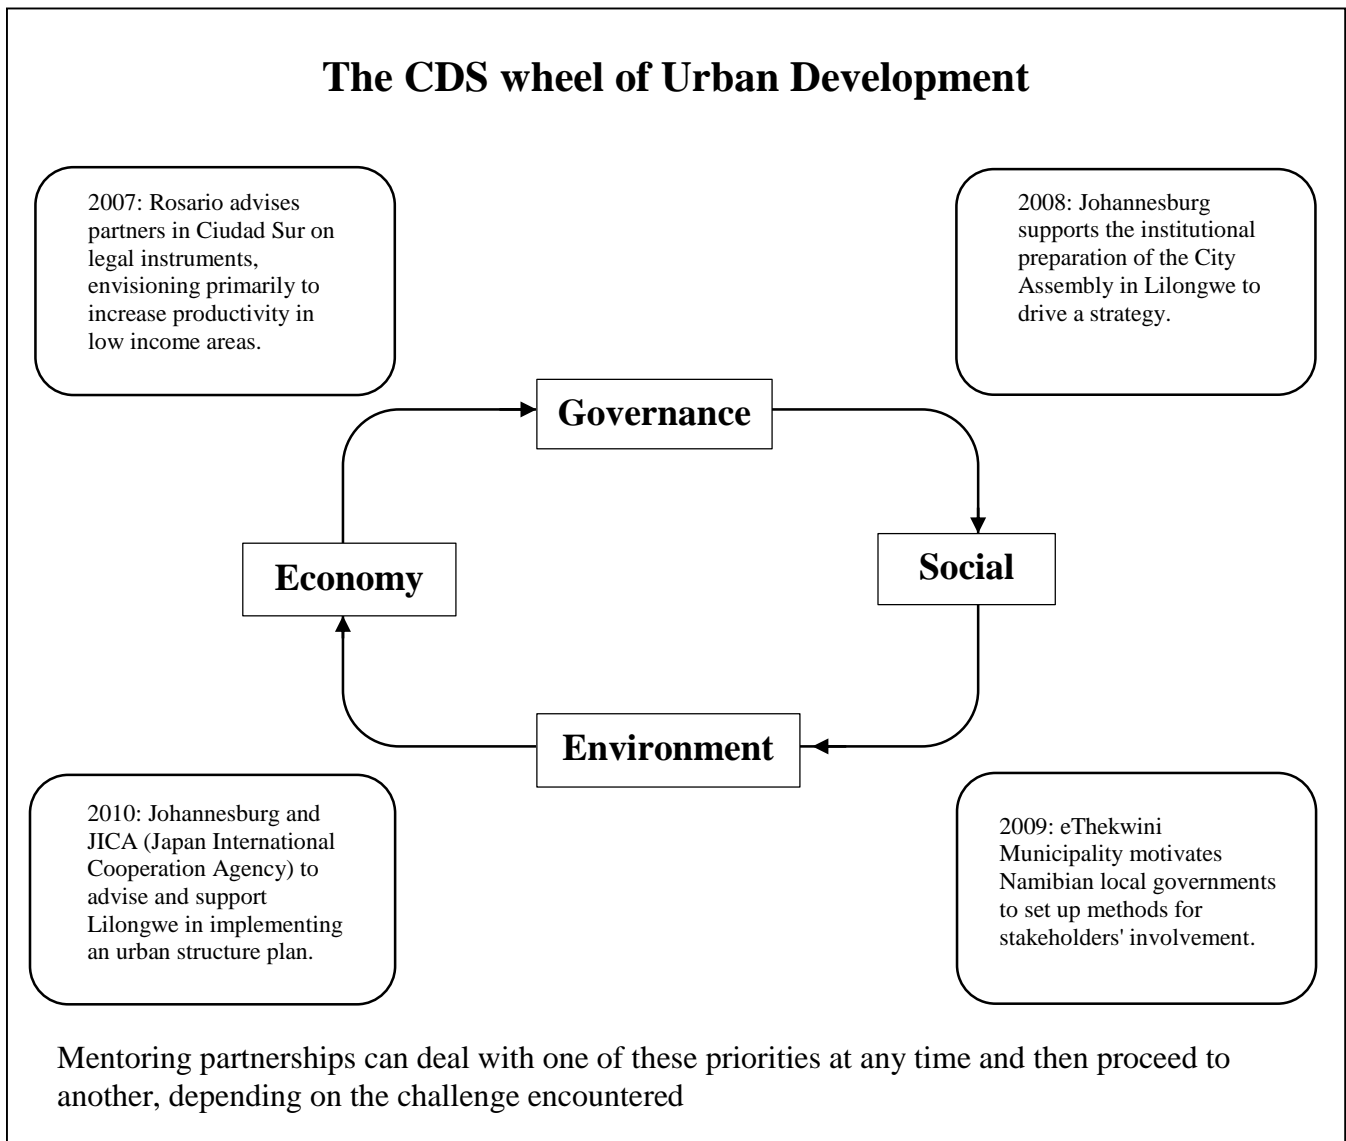 The CDS wheel of Urban Development
2007: Rosario advises
partners in Ciudad Sur on
legal instruments,
envisioning primarily to
increase productivity in
low income areas.
2008: Johannesburg
supports the institutional
preparation of the City
Assembly in Lilongwe to
drive a strategy.
Governance
Economy
Social
Environment
2010: Johannesburg and
JICA (Japan International
Cooperation Agency) to
advise and support
Lilongwe in implementing
an urban structure plan.
2009: eThekwini
Municipality motivates
Namibian local governments
to set up methods for
stakeholders' involvement.
Mentoring partnerships can deal with one of these priorities at any time and then proceed to
another, depending on the challenge encountered